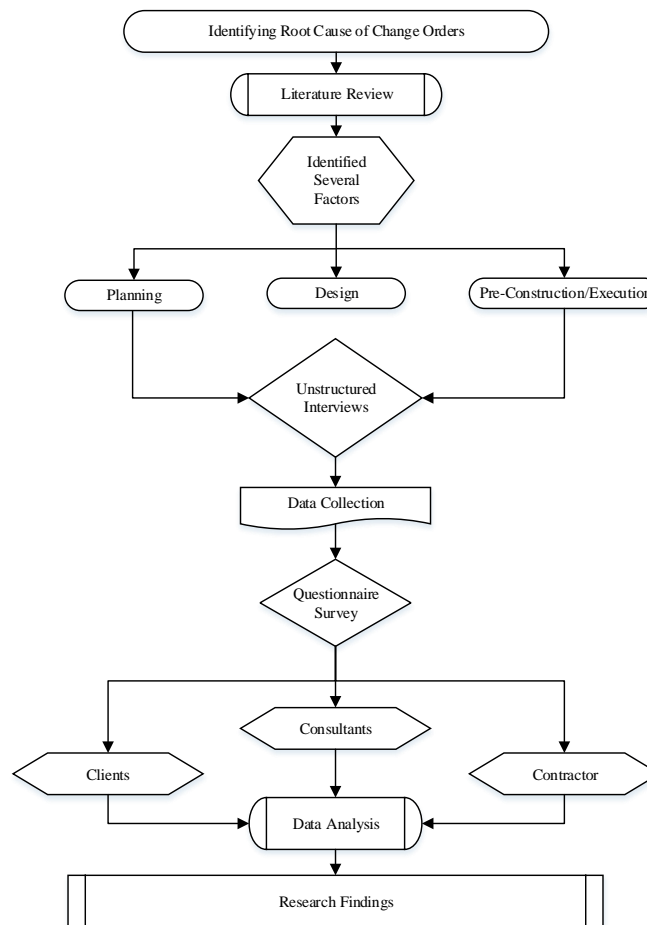 Identifying Root Cause of Change Orders
Literature Review
Identified
Several
Factors
Planning
Design
Pre-Construction/Execution
Unstructured
Interviews
Data Collection
Questionnaire
Survey
Consultants
Clients
Contractor
Data Analysis
Research Findings